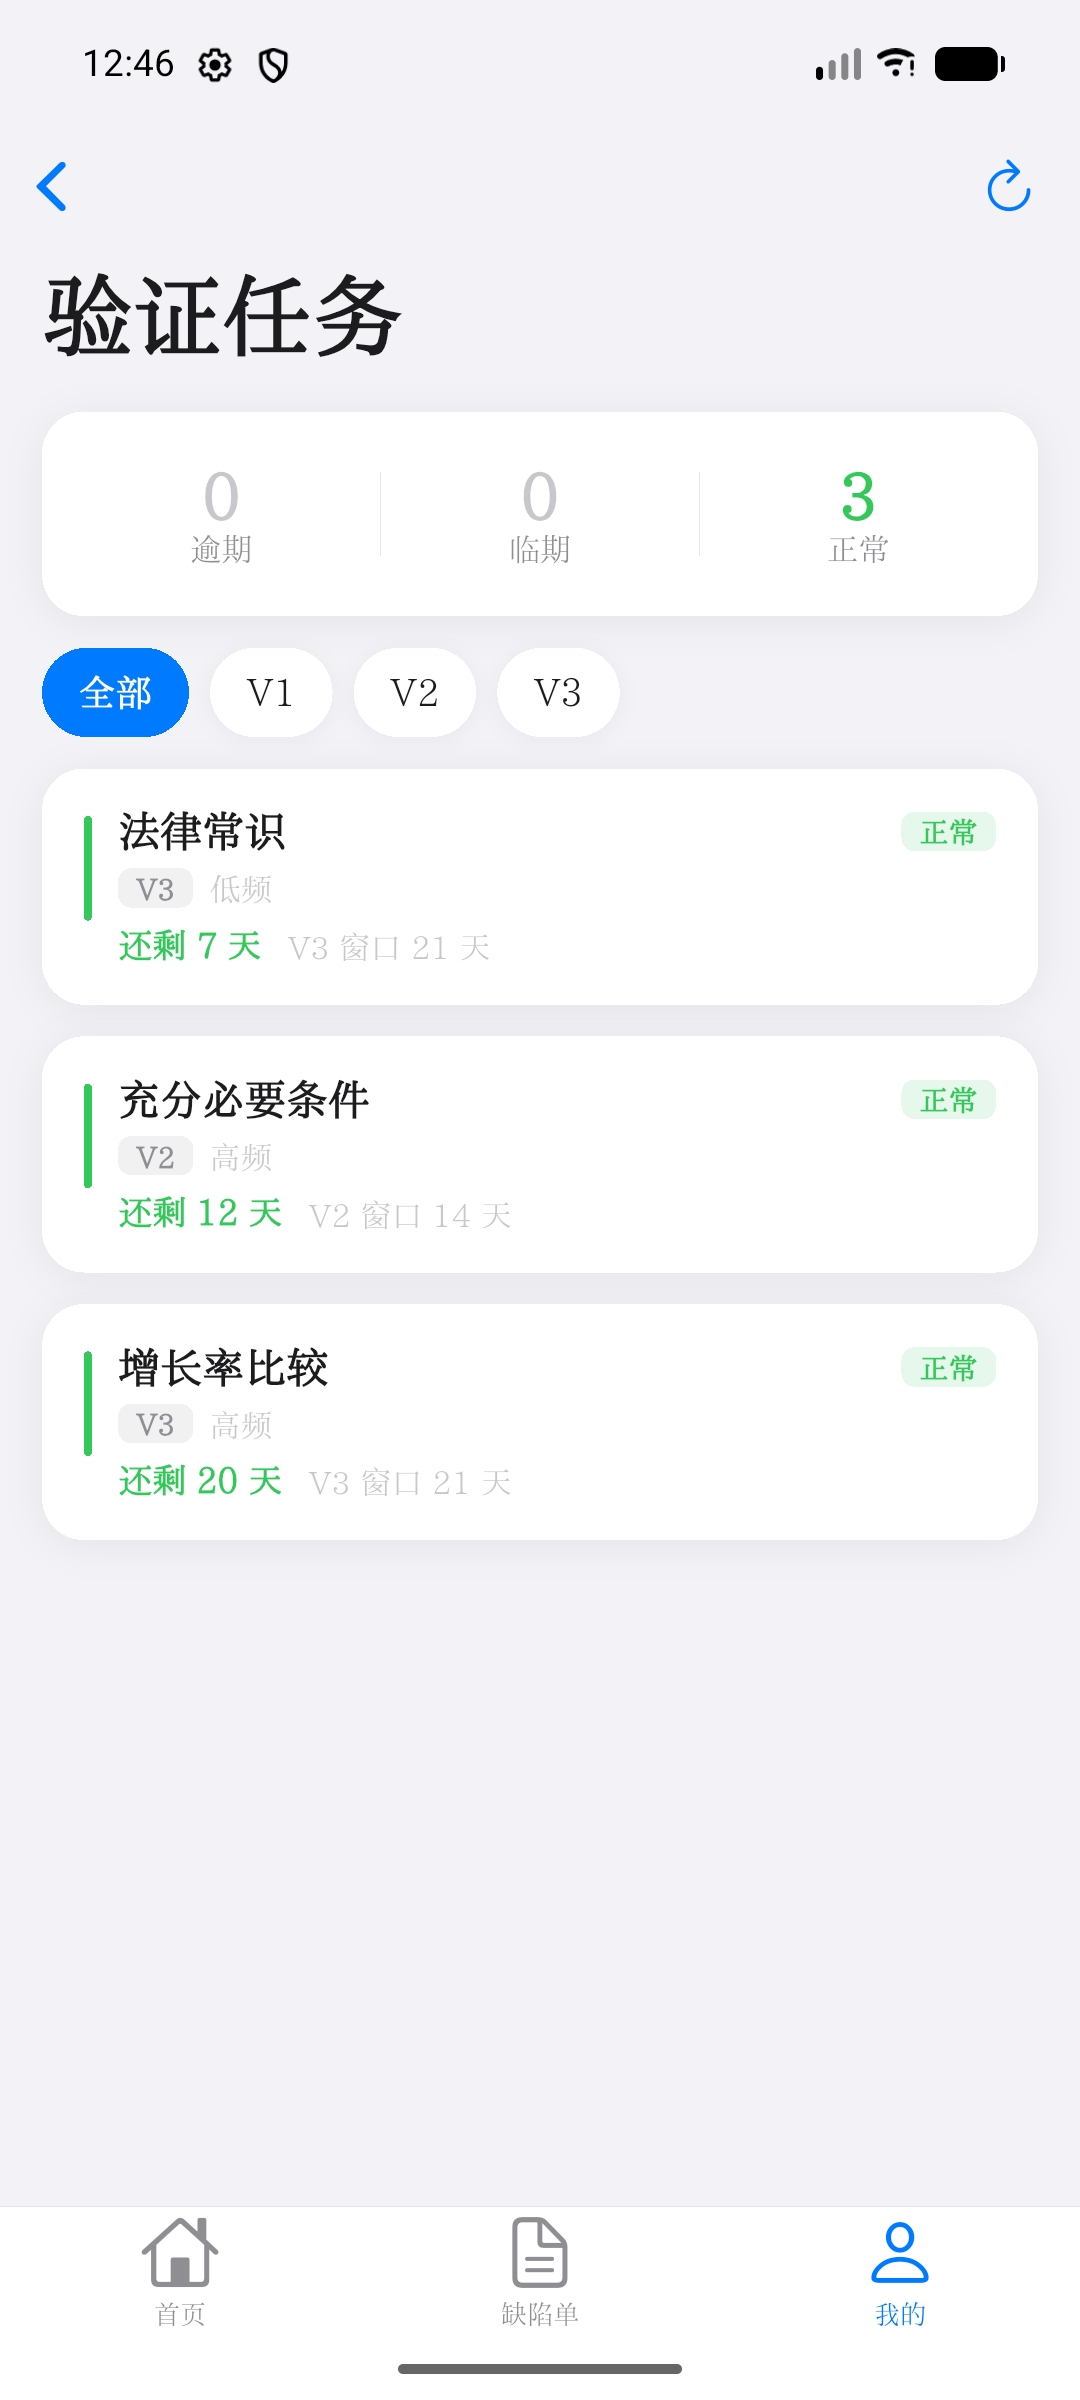 12:46
验证任务
0
0
3
逾期
临期
正常
全部
V1
V2
V3
法律常识
正常
V3
低频
还剩 7 天
V3 窗口 21 天
充分必要条件
正常
V2
高频
还剩 12 天
V2 窗口 14 天
增长率比较
正常
V3
高频
还剩 20 天
V3 窗口 21 天
首页
缺陷单
我的